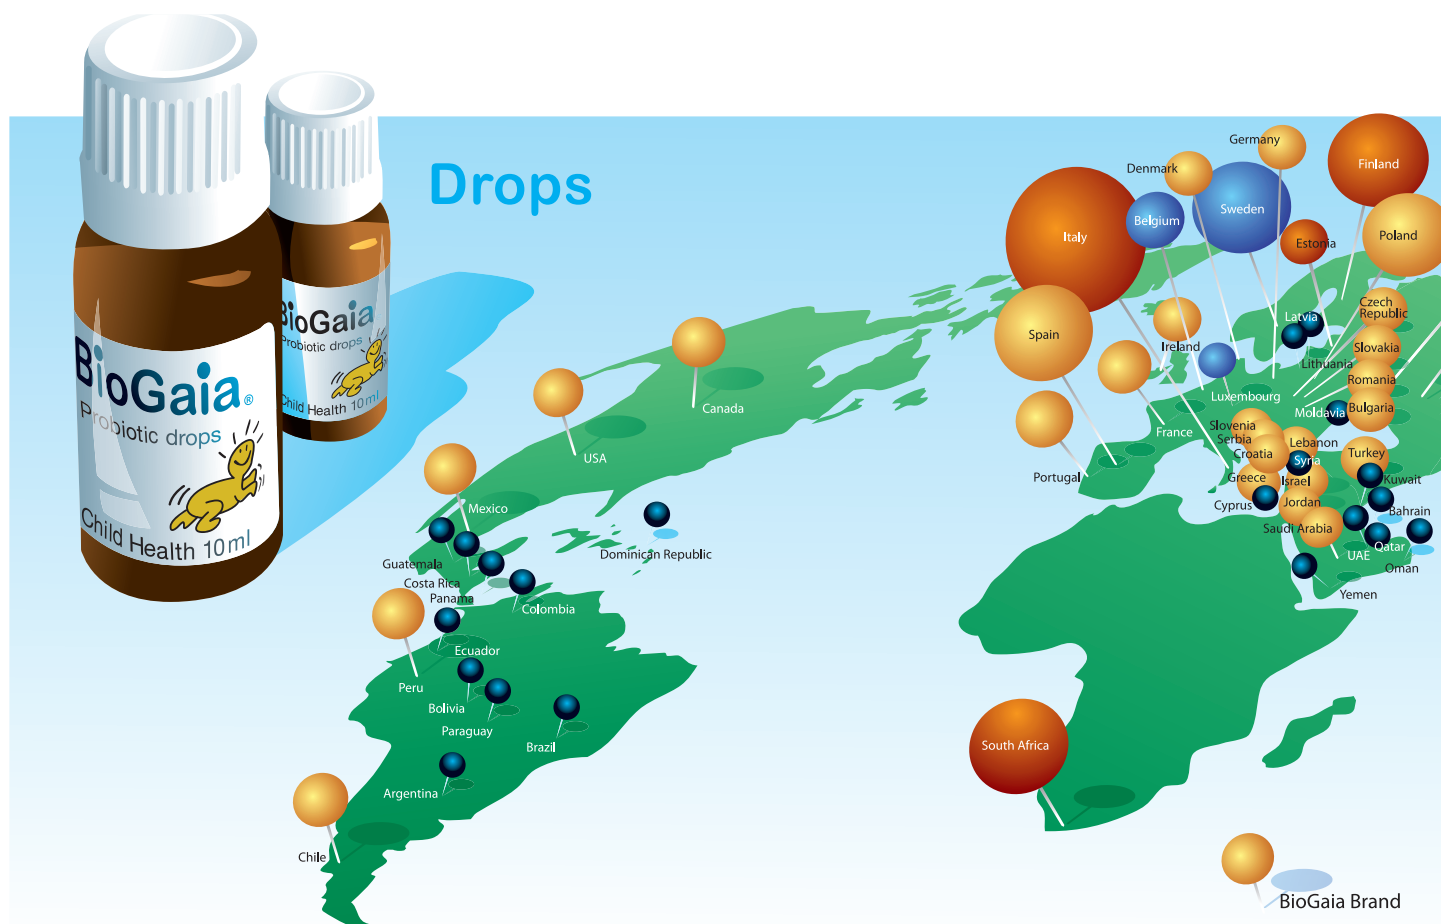 Drops
BioGaia®
Probiotic drops
Child Health 10ml
BioGaia
Probiotic drops
Child Health 10ml
Germany
Denmark
Finland
Belgium
Sweden
Italy
Estonia
Poland
Czech
Republic
Latvia
Spain
Ireland
Slovakia
Lithuania
Romania
Luxembourg
Canada
Moldavia
Bulgaria
France
Slovenia
Serbia
Lebanon
Croatia
Turkey
USA
Syria
Portugal
Greece
Israel
Kuwait
Mexico
Cyprus
Jordan
Bahrain
Saudi Arabia
Dominican Republic
UAE
Qatar
Guatemala
Oman
Costa Rica
Panama
Colombia
Yemen
Ecuador
Peru
Bolivia
Paraguay
Brazil
South Africa
Argentina
Chile
BioGaia Brand